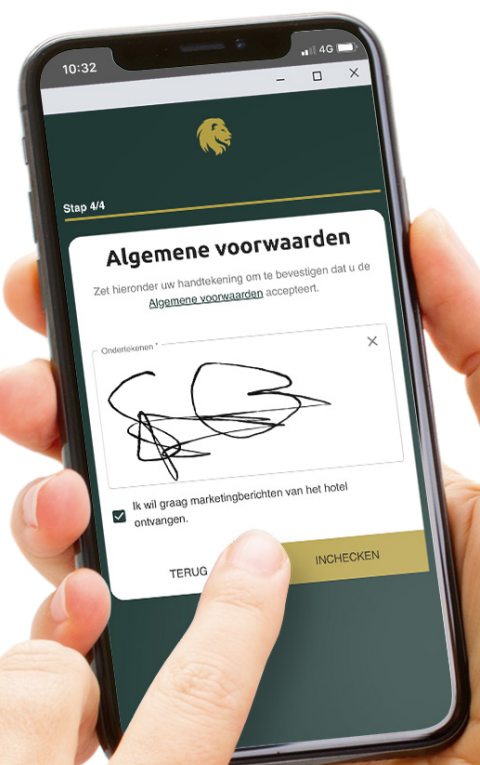 10:32
4G
Stap 4/4
Algemene voorwaarden
Zet hieronder uw handtekening om te bevestigen dat u de
Algemene voorwaarden accepteert.
Ondertekenen *
Ik wil graag marketingberichten van het hotel
ontvangen.
TERUG
INCHECKEN